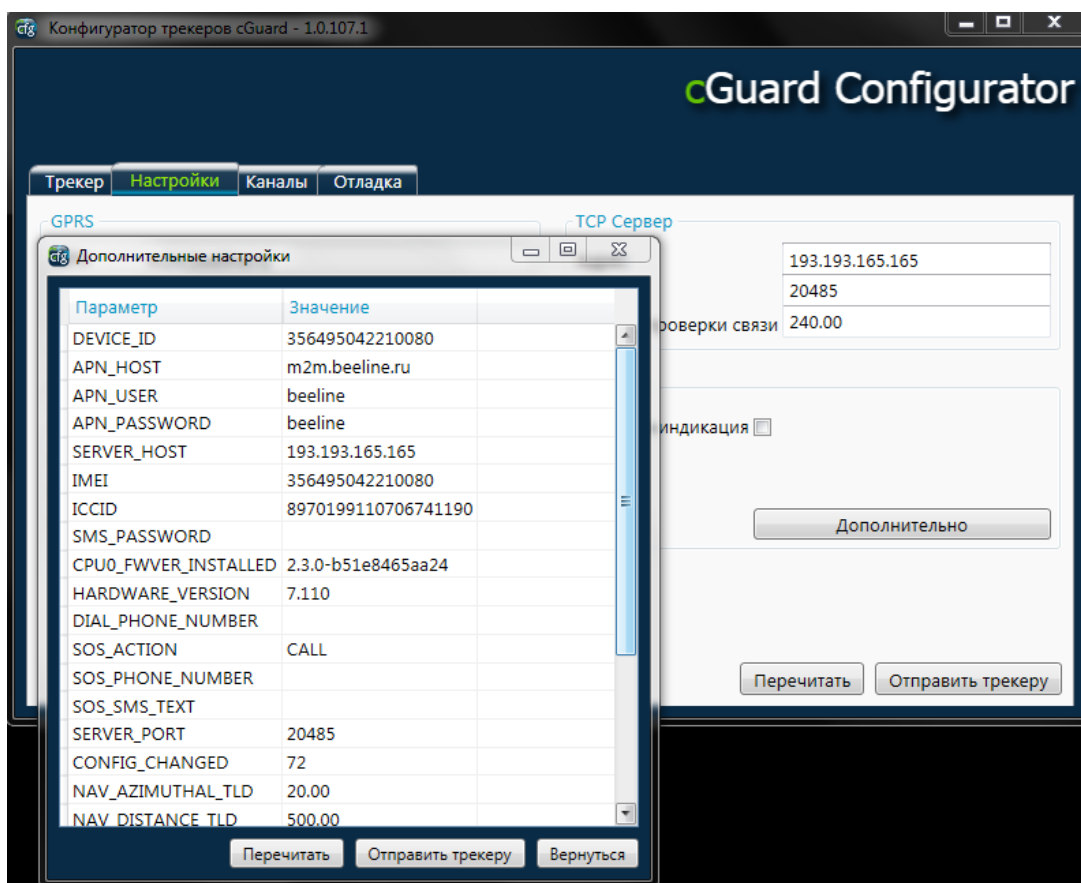 Конфигуратор трекеров cGuard - 1.0.107.1
cGuard Configurator
Трекер Настройки Каналы Отладка
GPRS
TCP Сервер
193.193.165.165
20485
роверки связи 240.00
индикация
Дополнительно
Перечитать Отправить трекеру
Дополнительные настройки
Параметр Значение
DEVICE_ID 356495042210080
APN_HOST m2m.beeline.ru
APN_USER beeline
APN_PASSWORD beeline
SERVER_HOST 193.193.165.165
IMEI 356495042210080
ICCID 8970199110706741190
SMS_PASSWORD
CPU0_FWVER_INSTALLED 2.3.0-b51e8465aa24
HARDWARE_VERSION 7.110
DIAL_PHONE_NUMBER
SOS_ACTION CALL
SOS_PHONE_NUMBER
SOS_SMS_TEXT
SERVER_PORT 20485
CONFIG_CHANGED 72
NAV_AZIMUTHAL_TLD 20.00
NAV_DISTANCE_TLD 500.00
Перечитать Отправить трекеру Вернуться